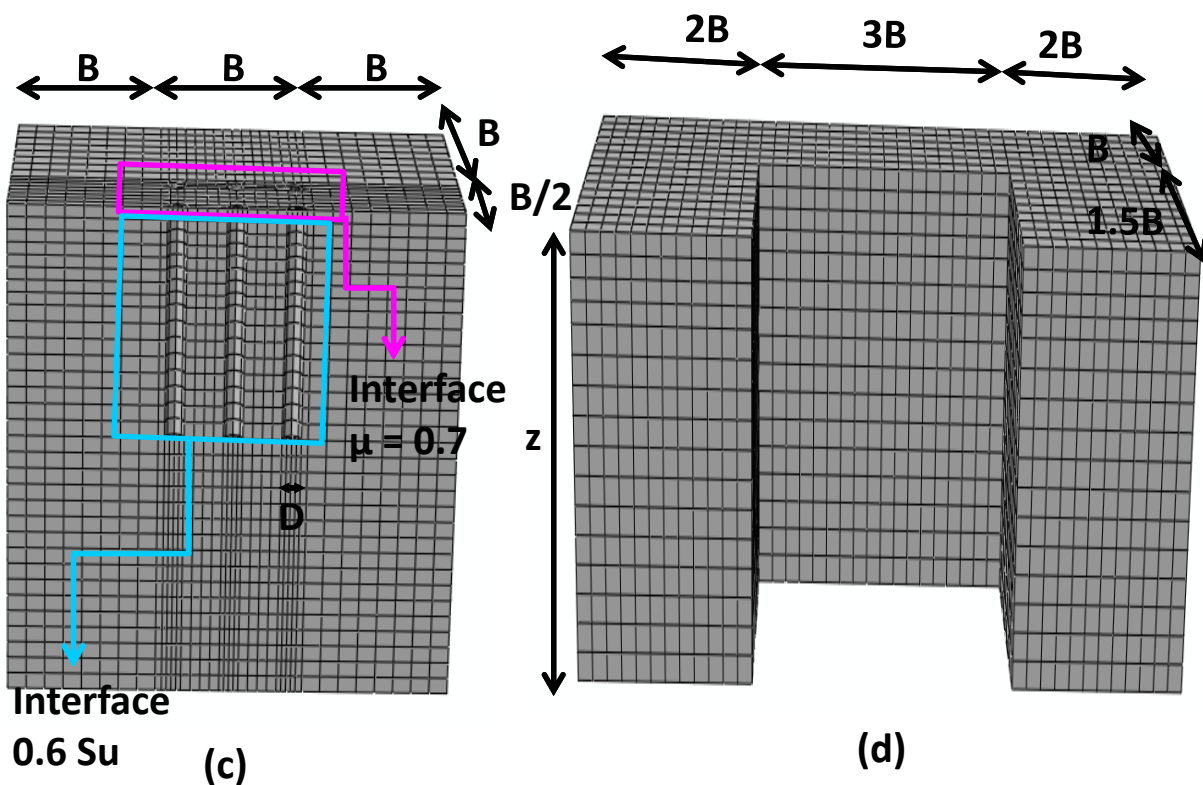 B B B
B
B/2
Interface
μ = 0.7
D
Interface
0.6 Su
(c)
2B 3B 2B
B
1.5B
z
(d)